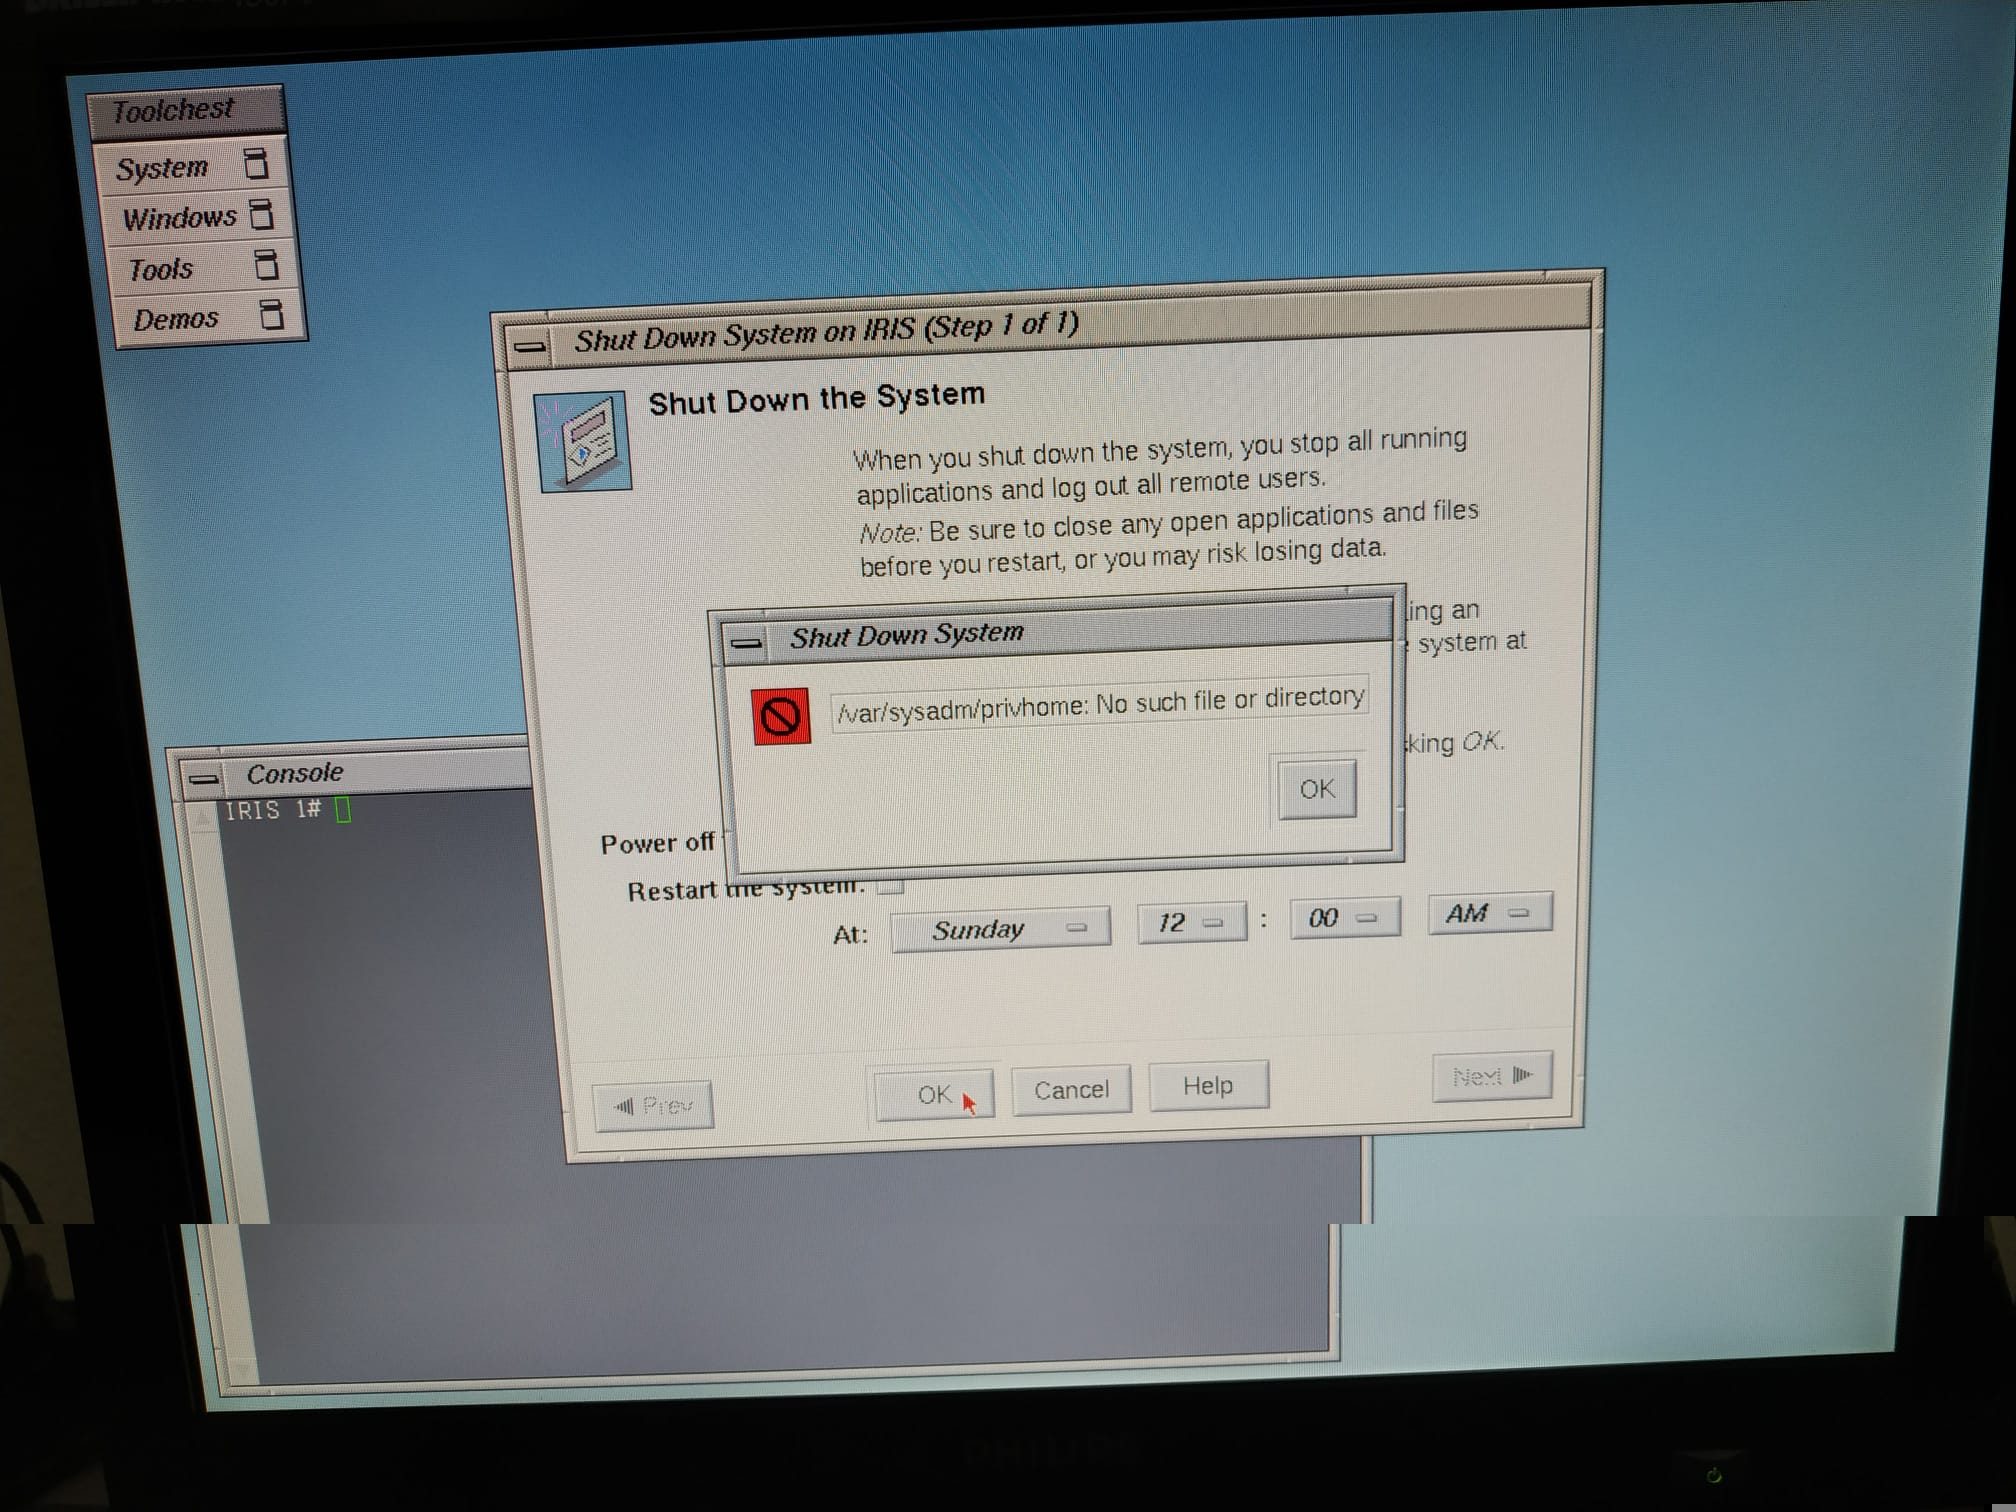 Toolchest
System
Windows
Tools
Demos
Shut Down System on IRIS (Step 1 of 1)
Shut Down the System
When you shut down the system, you stop all running
applications and log out all remote users.
Note: Be sure to close any open applications and files
before you restart, or you may risk losing data.
ing an
system at
king OK.
Shut Down System
/var/sysadm/privhome: No such file or directory
OK
Console
IRIS 1#
Power off
Restart the system:
At: Sunday 12 : 00 AM
Prev OK Cancel Help Next
PHILIPS